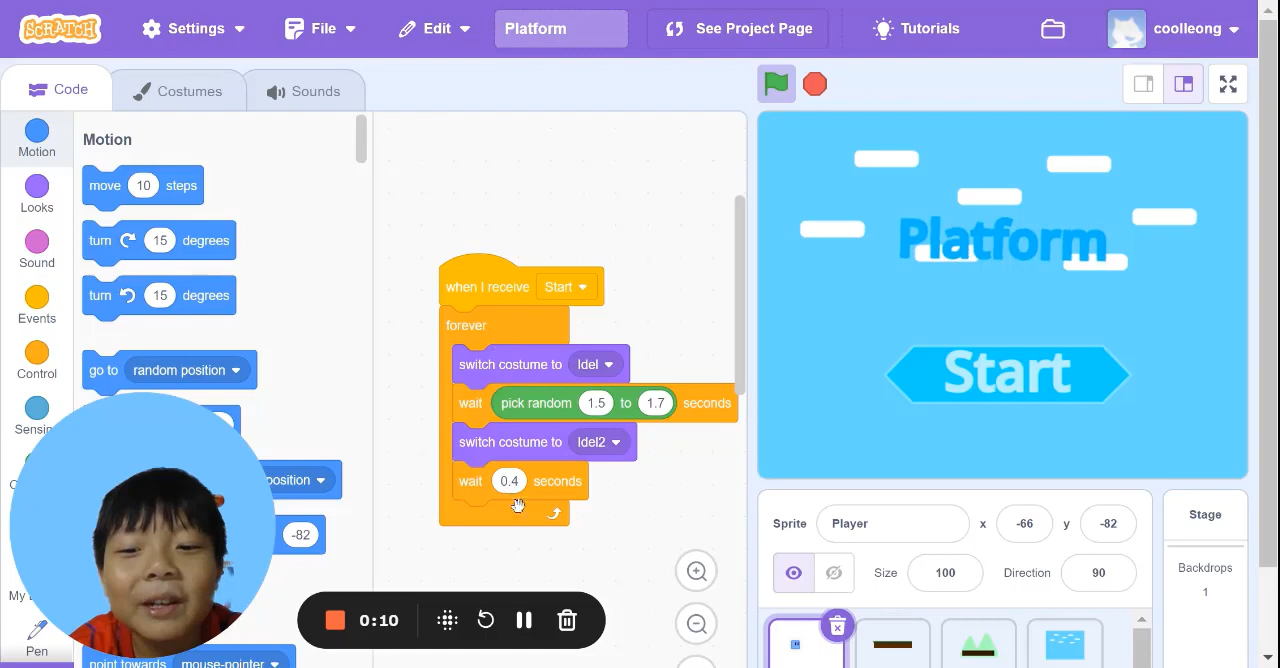 SCRATCH
Settings
File
Edit
Platform
See Project Page
Tutorials
coolleong
Code
Costumes
Sounds
Motion
Looks
Sound
Events
Control
Sensing
Pen
Motion
move 10 steps
turn 15 degrees
turn 15 degrees
go to random position
position
-82
point towards mouse-pointer
when I receive Start
forever
switch costume to Idel
wait pick random 1.5 to 1.7 seconds
switch costume to Idel2
wait 0.4 seconds
0:10
Platform
Start
Sprite Player x -66 y -82
Size 100 Direction 90
Stage
Backdrops
1